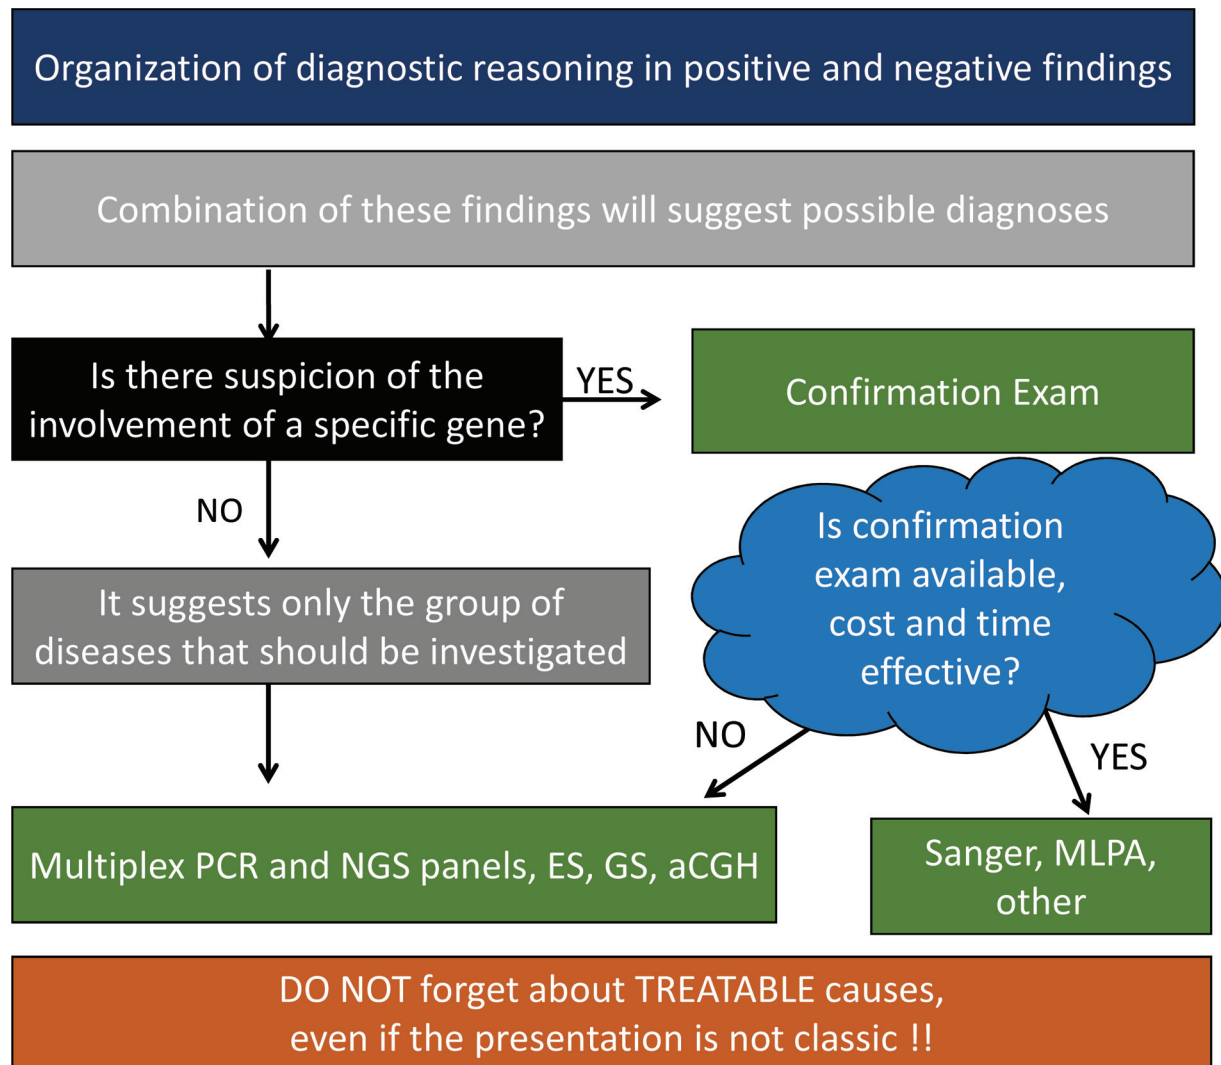 Organization of diagnostic reasoning in positive and negative findings
Combination of these findings will suggest possible diagnoses
Is there suspicion of the
involvement of a specific gene?
YES
Confirmation Exam
NO
Is confirmation
exam available,
cost and time
effective?
It suggests only the group of
diseases that should be investigated
NO
YES
Multiplex PCR and NGS panels, ES, GS, aCGH
Sanger, MLPA,
other
DO NOT forget about TREATABLE causes,
even if the presentation is not classic !!